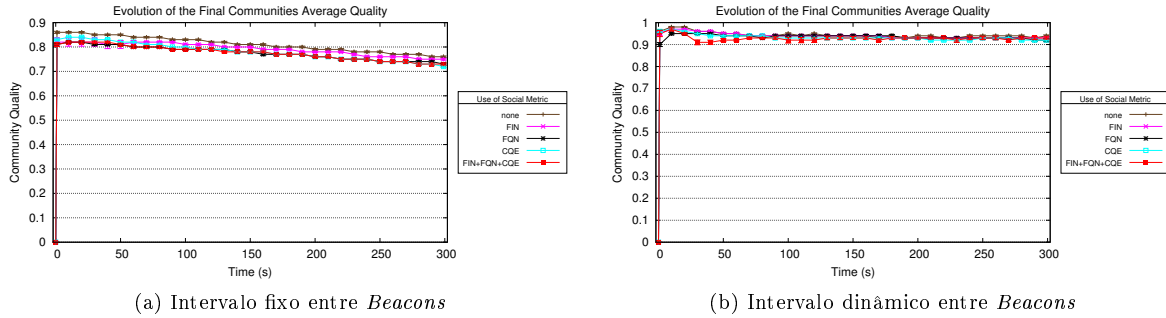 Evolution of the Final Communities Average Quality
0.9
0.8
0.7
0.6
0.5
0.4
0.3
0.2
0.1
0
Community Quality
0 50 100 150 200 250 300
Time (s)
Use of Social Metric
none
FIN
FQN
CQE
FIN+FQN+CQE
(a) Intervalo fixo entre Beacons
Evolution of the Final Communities Average Quality
1
0.9
0.8
0.7
0.6
0.5
0.4
0.3
0.2
0.1
0
Community Quality
0 50 100 150 200 250 300
Time (s)
Use of Social Metric
none
FIN
FQN
CQE
FIN+FQN+CQE
(b) Intervalo dinâmico entre Beacons